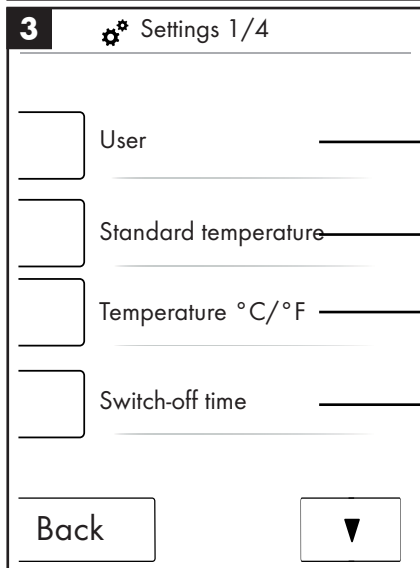 3
Settings 1/4
User
Standard temperature
Temperature °C/°F
Switch-off time
Back